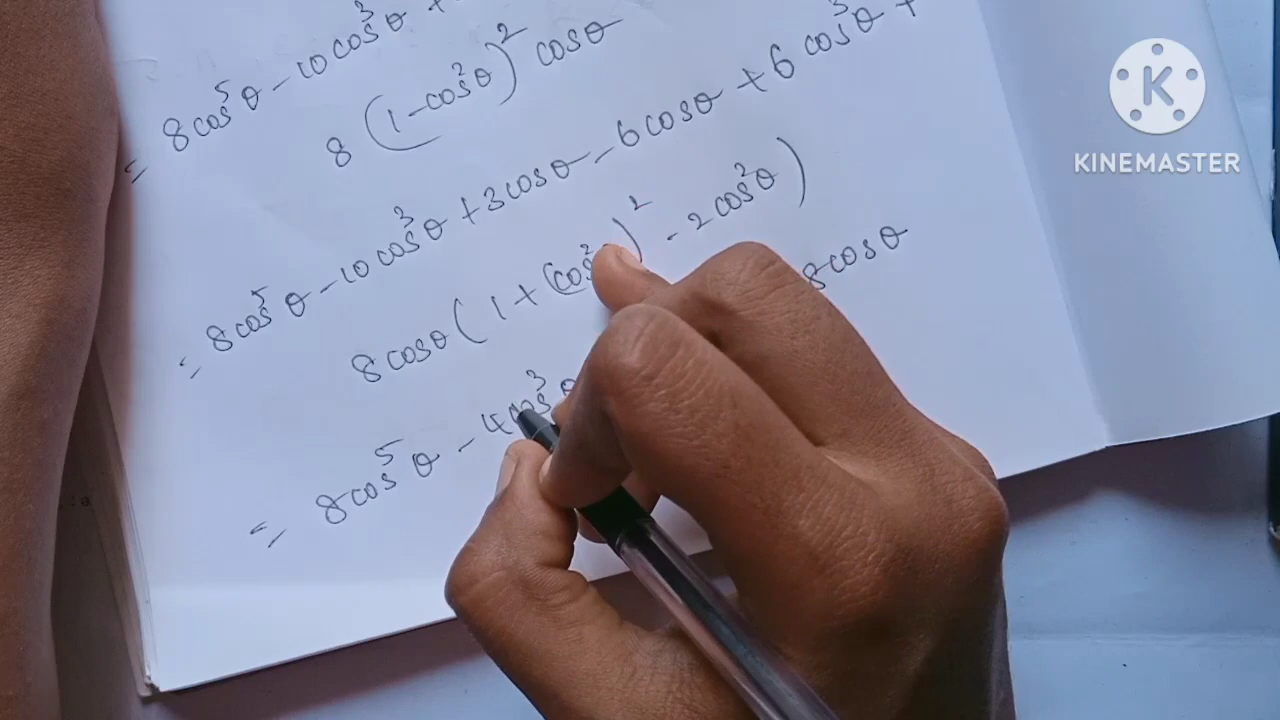 = 8cos⁵θ - 10cos³θ +
8(1-cos²θ)² cosθ
= 8cos⁵θ - 10cos³θ + 3cosθ - 6cosθ + 6cos³θ +
8cosθ(1+(cos²)² - 2cos²θ)
= 8cos⁵θ - 4cos³θ 8cosθ
K
KINEMASTER